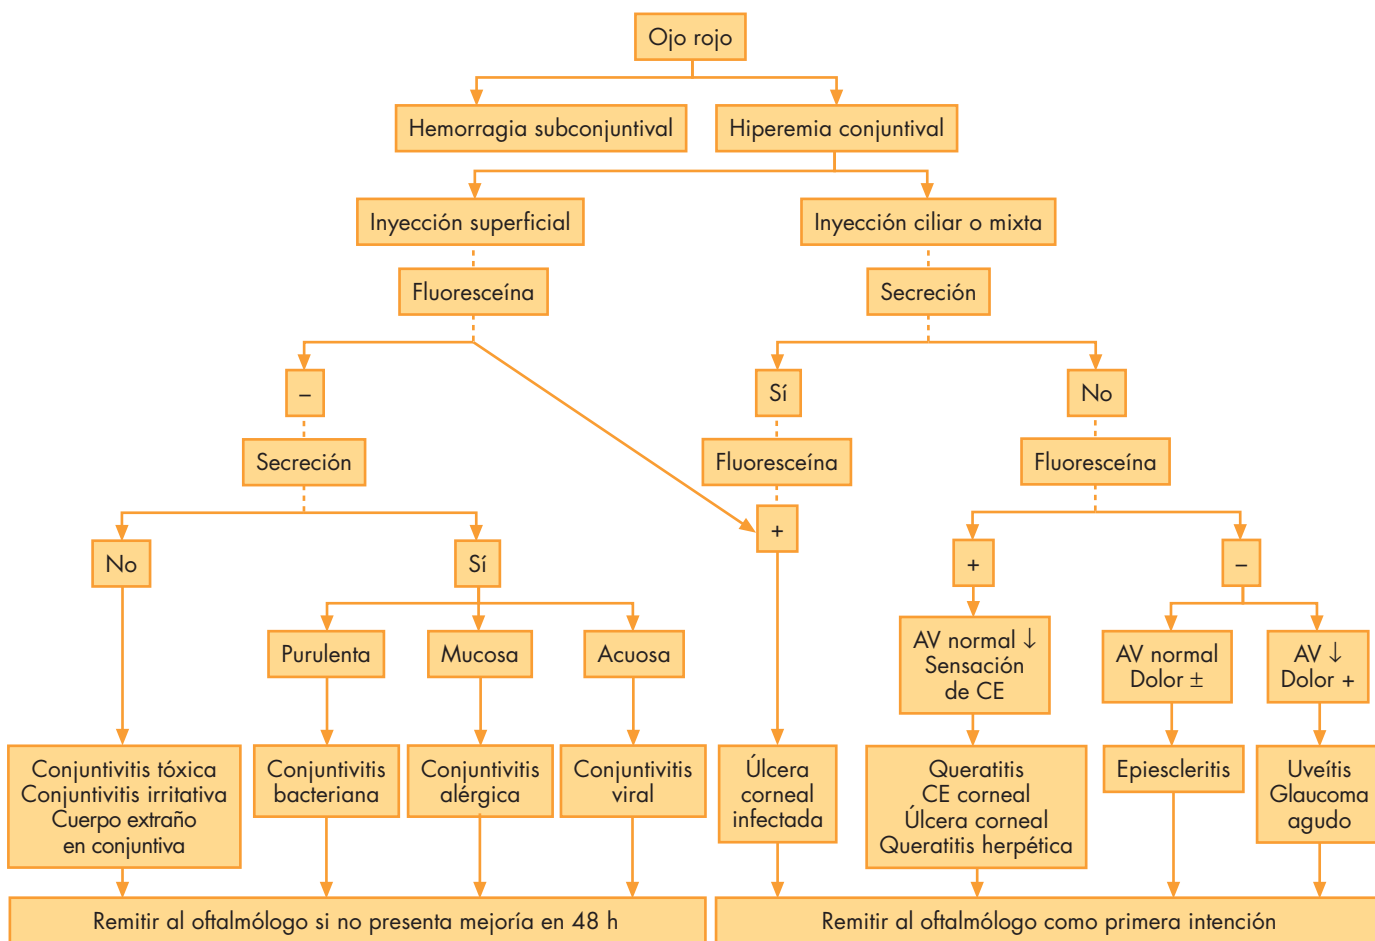 Ojo rojo
Hemorragia subconjuntival
Hiperemia conjuntival
Inyección superficial
Inyección ciliar o mixta
Fluoresceína
Secreción
–
Sí
No
Secreción
Fluoresceína
Fluoresceína
+
No
Sí
+
–
Purulenta
Mucosa
Acuosa
AV normal ↓
Sensación
de CE
AV normal
Dolor ±
AV ↓
Dolor +
Conjuntivitis tóxica
Conjuntivitis irritativa
Cuerpo extraño
en conjuntiva
Conjuntivitis
bacteriana
Conjuntivitis
alérgica
Conjuntivitis
viral
Úlcera
corneal
infectada
Queratitis
CE corneal
Úlcera corneal
Queratitis herpética
Epiescleritis
Uveítis
Glaucoma
agudo
Remitir al oftalmólogo si no presenta mejoría en 48 h
Remitir al oftalmólogo como primera intención